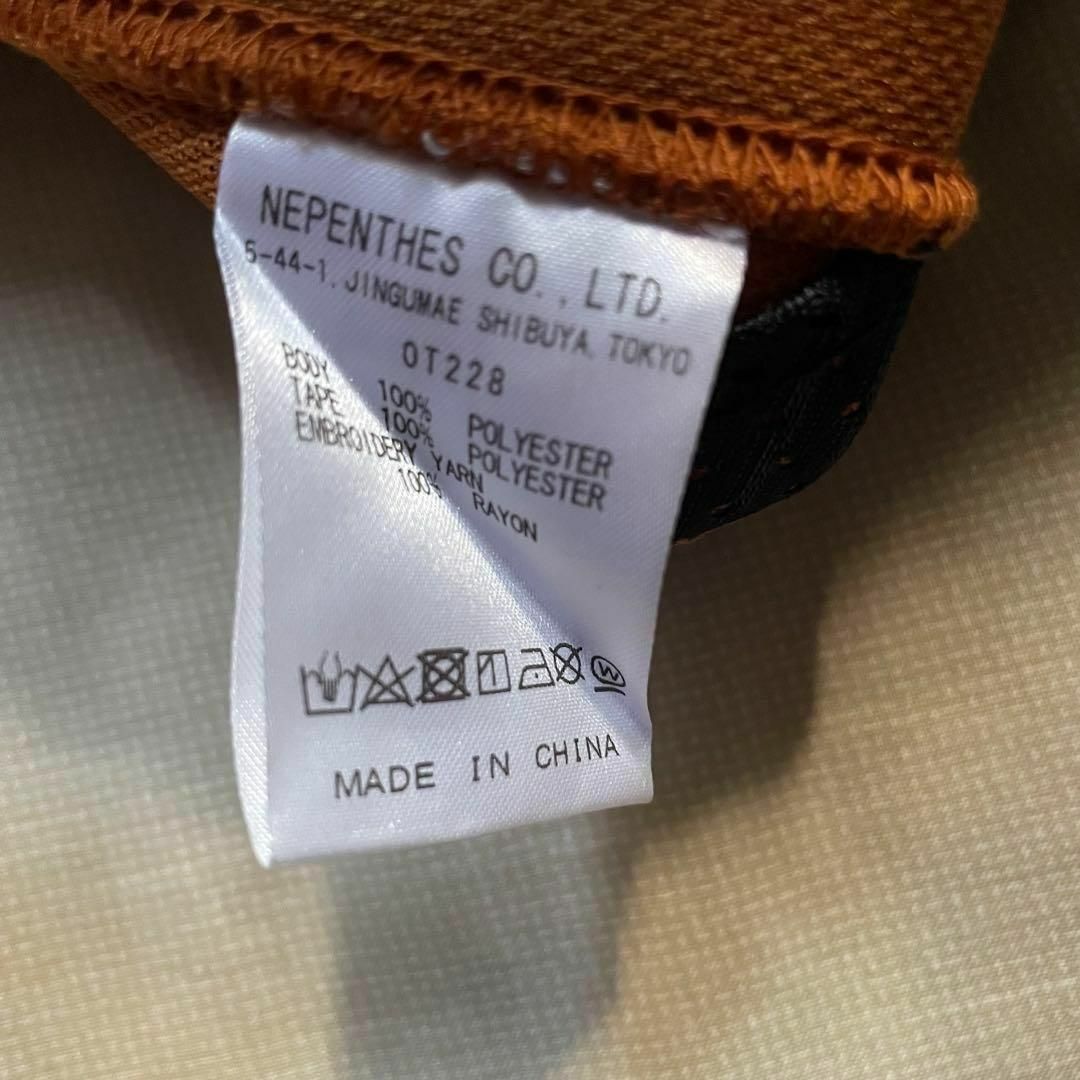 NEPENTHES CO.,LTD.
5-44-1, JINGUMAE SHIBUYA, TOKYO
OT228
BODY
100% POLYESTER
TAPE
100% POLYESTER
EMBROIDERY YARN
100% RAYON
W
MADE IN CHINA